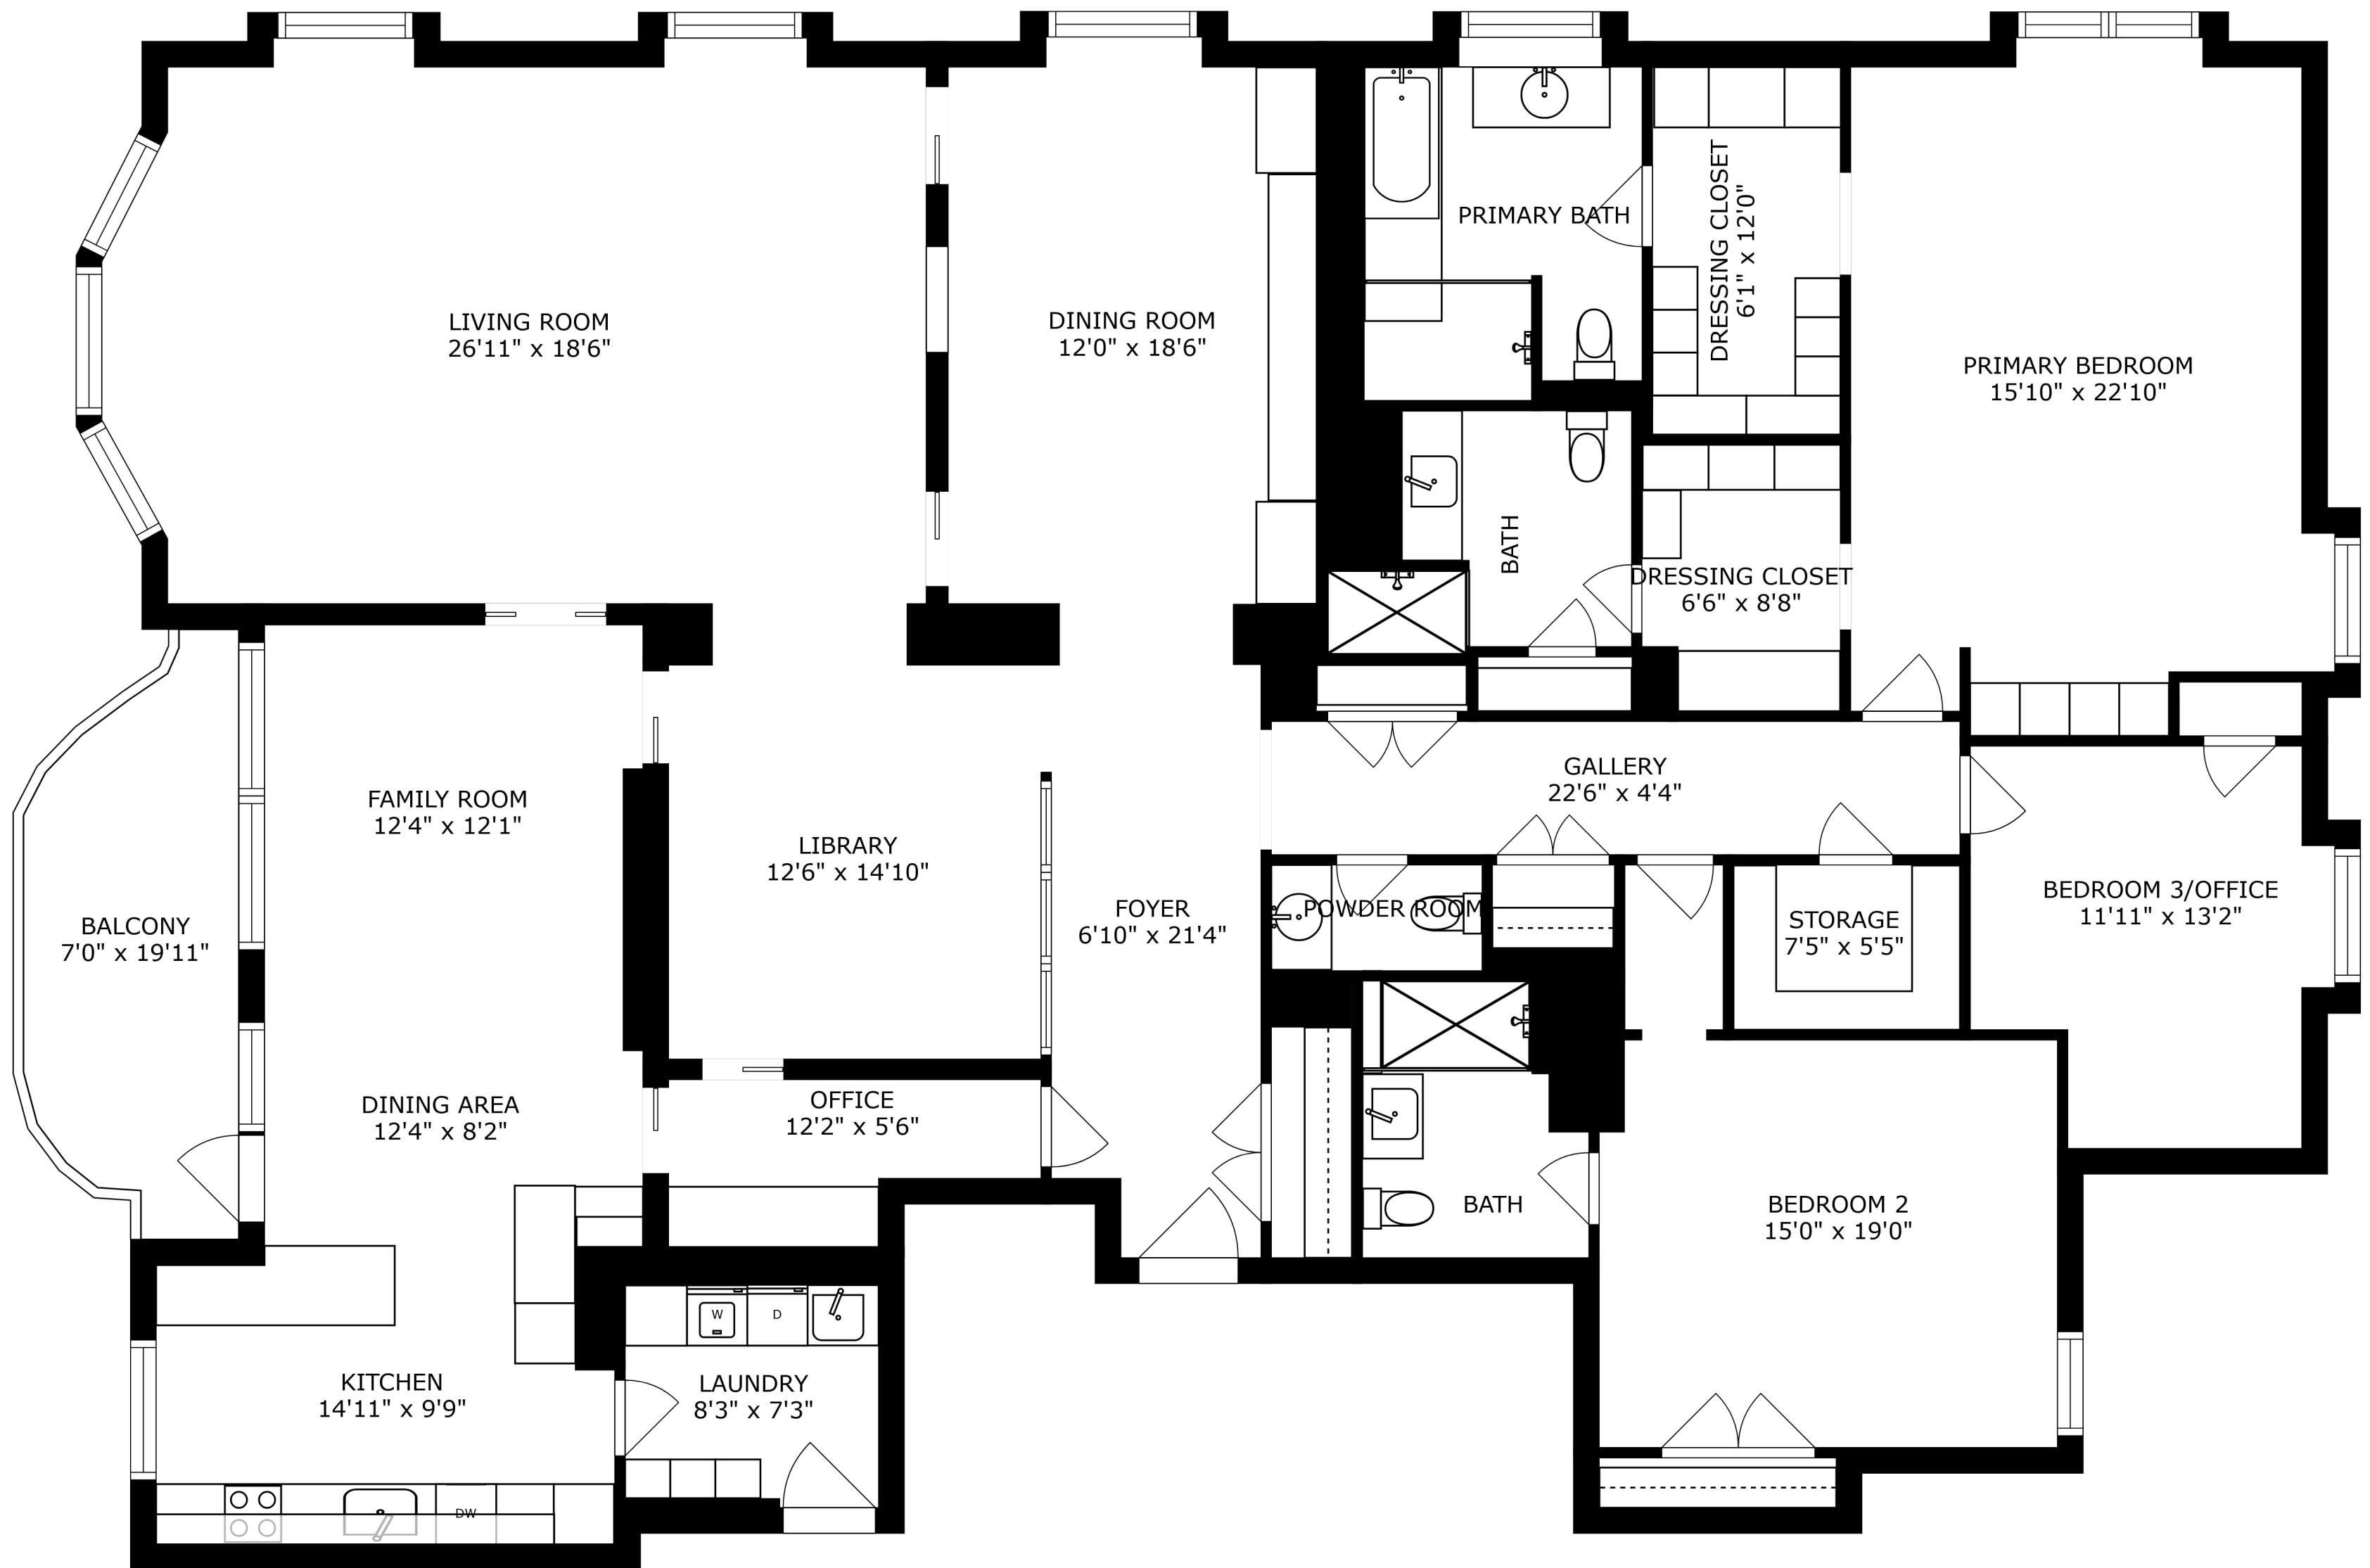 PRIMARY BATH
DRESSING CLOSET
6'1" x 12'0"
LIVING ROOM
26'11" x 18'6"
DINING ROOM
12'0" x 18'6"
PRIMARY BEDROOM
15'10" x 22'10"
BATH
DRESSING CLOSET
6'6" x 8'8"
GALLERY
22'6" x 4'4"
FAMILY ROOM
12'4" x 12'1"
LIBRARY
12'6" x 14'10"
FOYER
6'10" x 21'4"
POWDER ROOM
STORAGE
7'5" x 5'5"
BEDROOM 3/OFFICE
11'11" x 13'2"
BALCONY
7'0" x 19'11"
DINING AREA
12'4" x 8'2"
OFFICE
12'2" x 5'6"
BATH
BEDROOM 2
15'0" x 19'0"
W
D
KITCHEN
14'11" x 9'9"
LAUNDRY
8'3" x 7'3"
DW